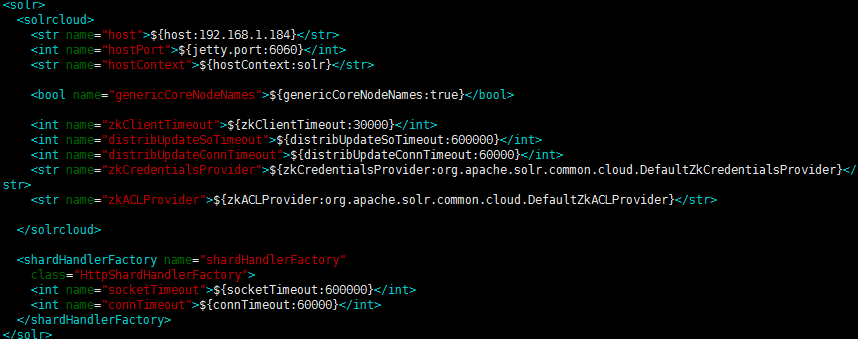 <solr>
  <solrcloud>
    <str name="host">${host:192.168.1.184}</str>
    <int name="hostPort">${jetty.port:6060}</int>
    <str name="hostContext">${hostContext:solr}</str>

    <bool name="genericCoreNodeNames">${genericCoreNodeNames:true}</bool>

    <int name="zkClientTimeout">${zkClientTimeout:30000}</int>
    <int name="distribUpdateSoTimeout">${distribUpdateSoTimeout:600000}</int>
    <int name="distribUpdateConnTimeout">${distribUpdateConnTimeout:60000}</int>
    <str name="zkCredentialsProvider">${zkCredentialsProvider:org.apache.solr.common.cloud.DefaultZkCredentialsProvider}</
str>
    <str name="zkACLProvider">${zkACLProvider:org.apache.solr.common.cloud.DefaultZkACLProvider}</str>

  </solrcloud>

  <shardHandlerFactory name="shardHandlerFactory"
    class="HttpShardHandlerFactory">
    <int name="socketTimeout">${socketTimeout:600000}</int>
    <int name="connTimeout">${connTimeout:60000}</int>
  </shardHandlerFactory>
</solr>